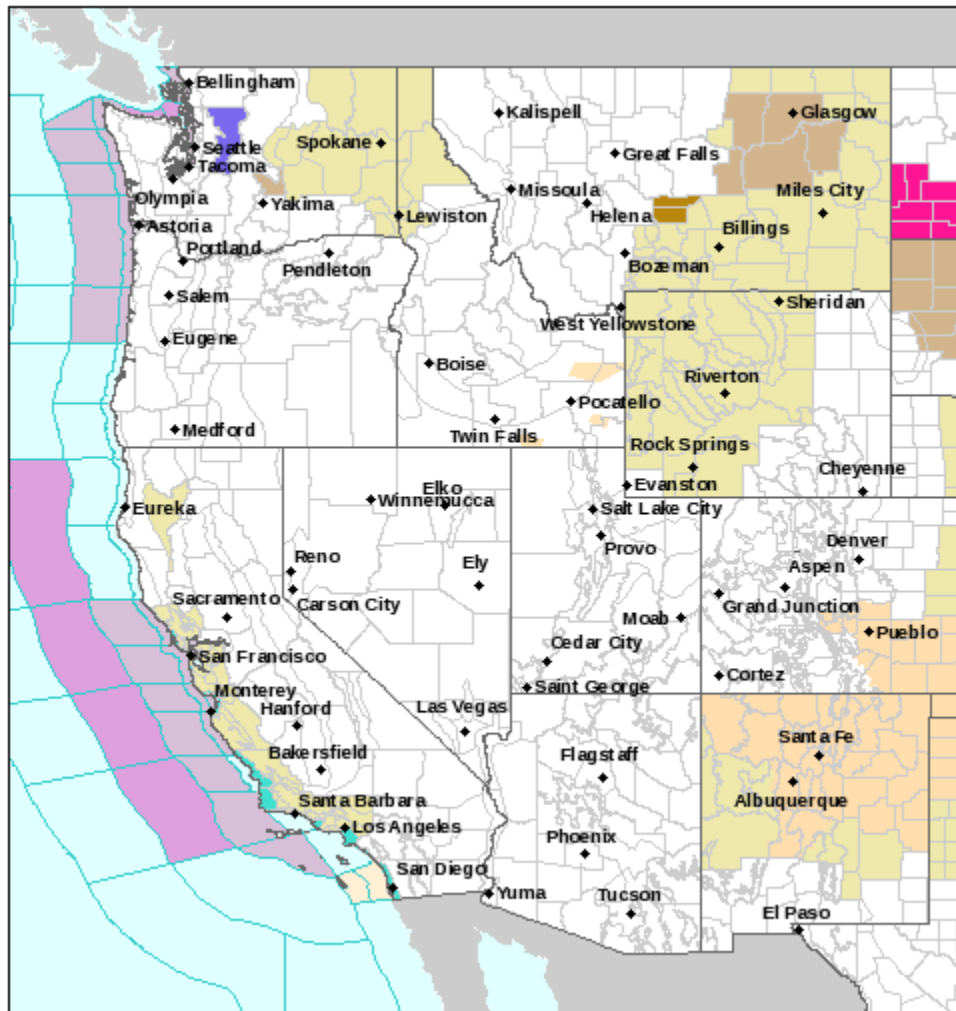 Bellingham
Kalispell
Glasgow
Seattle
Spokane
Great Falls
Tacoma
Missoula
Miles City
Olympia
Yakima
Lewiston
Helena
Astoria
Billings
Portland
Pendleton
Bozeman
Salem
Sheridan
West Yellowstone
Eugene
Boise
Riverton
Pocatello
Medford
Twin Falls
Rock Springs
Cheyenne
Elko
Evanston
Winnemucca
Eureka
Salt Lake City
Denver
Reno
Provo
Ely
Aspen
Sacramento
Carson City
Grand Junction
Moab
Pueblo
Cedar City
San Francisco
Cortez
Monterey
Saint George
Hanford
Las Vegas
Santa Fe
Bakersfield
Flagstaff
Santa Barbara
Albuquerque
Los Angeles
Phoenix
San Diego
Yuma
Tucson
El Paso